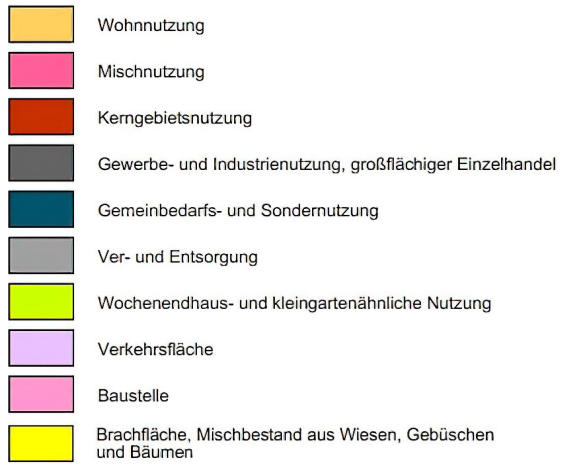 Wohnnutzung
Mischnutzung
Kerngebietsnutzung
Gewerbe- und Industrienutzung, großflächiger Einzelhandel
Gemeinbedarfs- und Sondernutzung
Ver- und Entsorgung
Wochenendhaus- und kleingartenähnliche Nutzung
Verkehrsfläche
Baustelle
Brachfläche, Mischbestand aus Wiesen, Gebüschen
und Bäumen